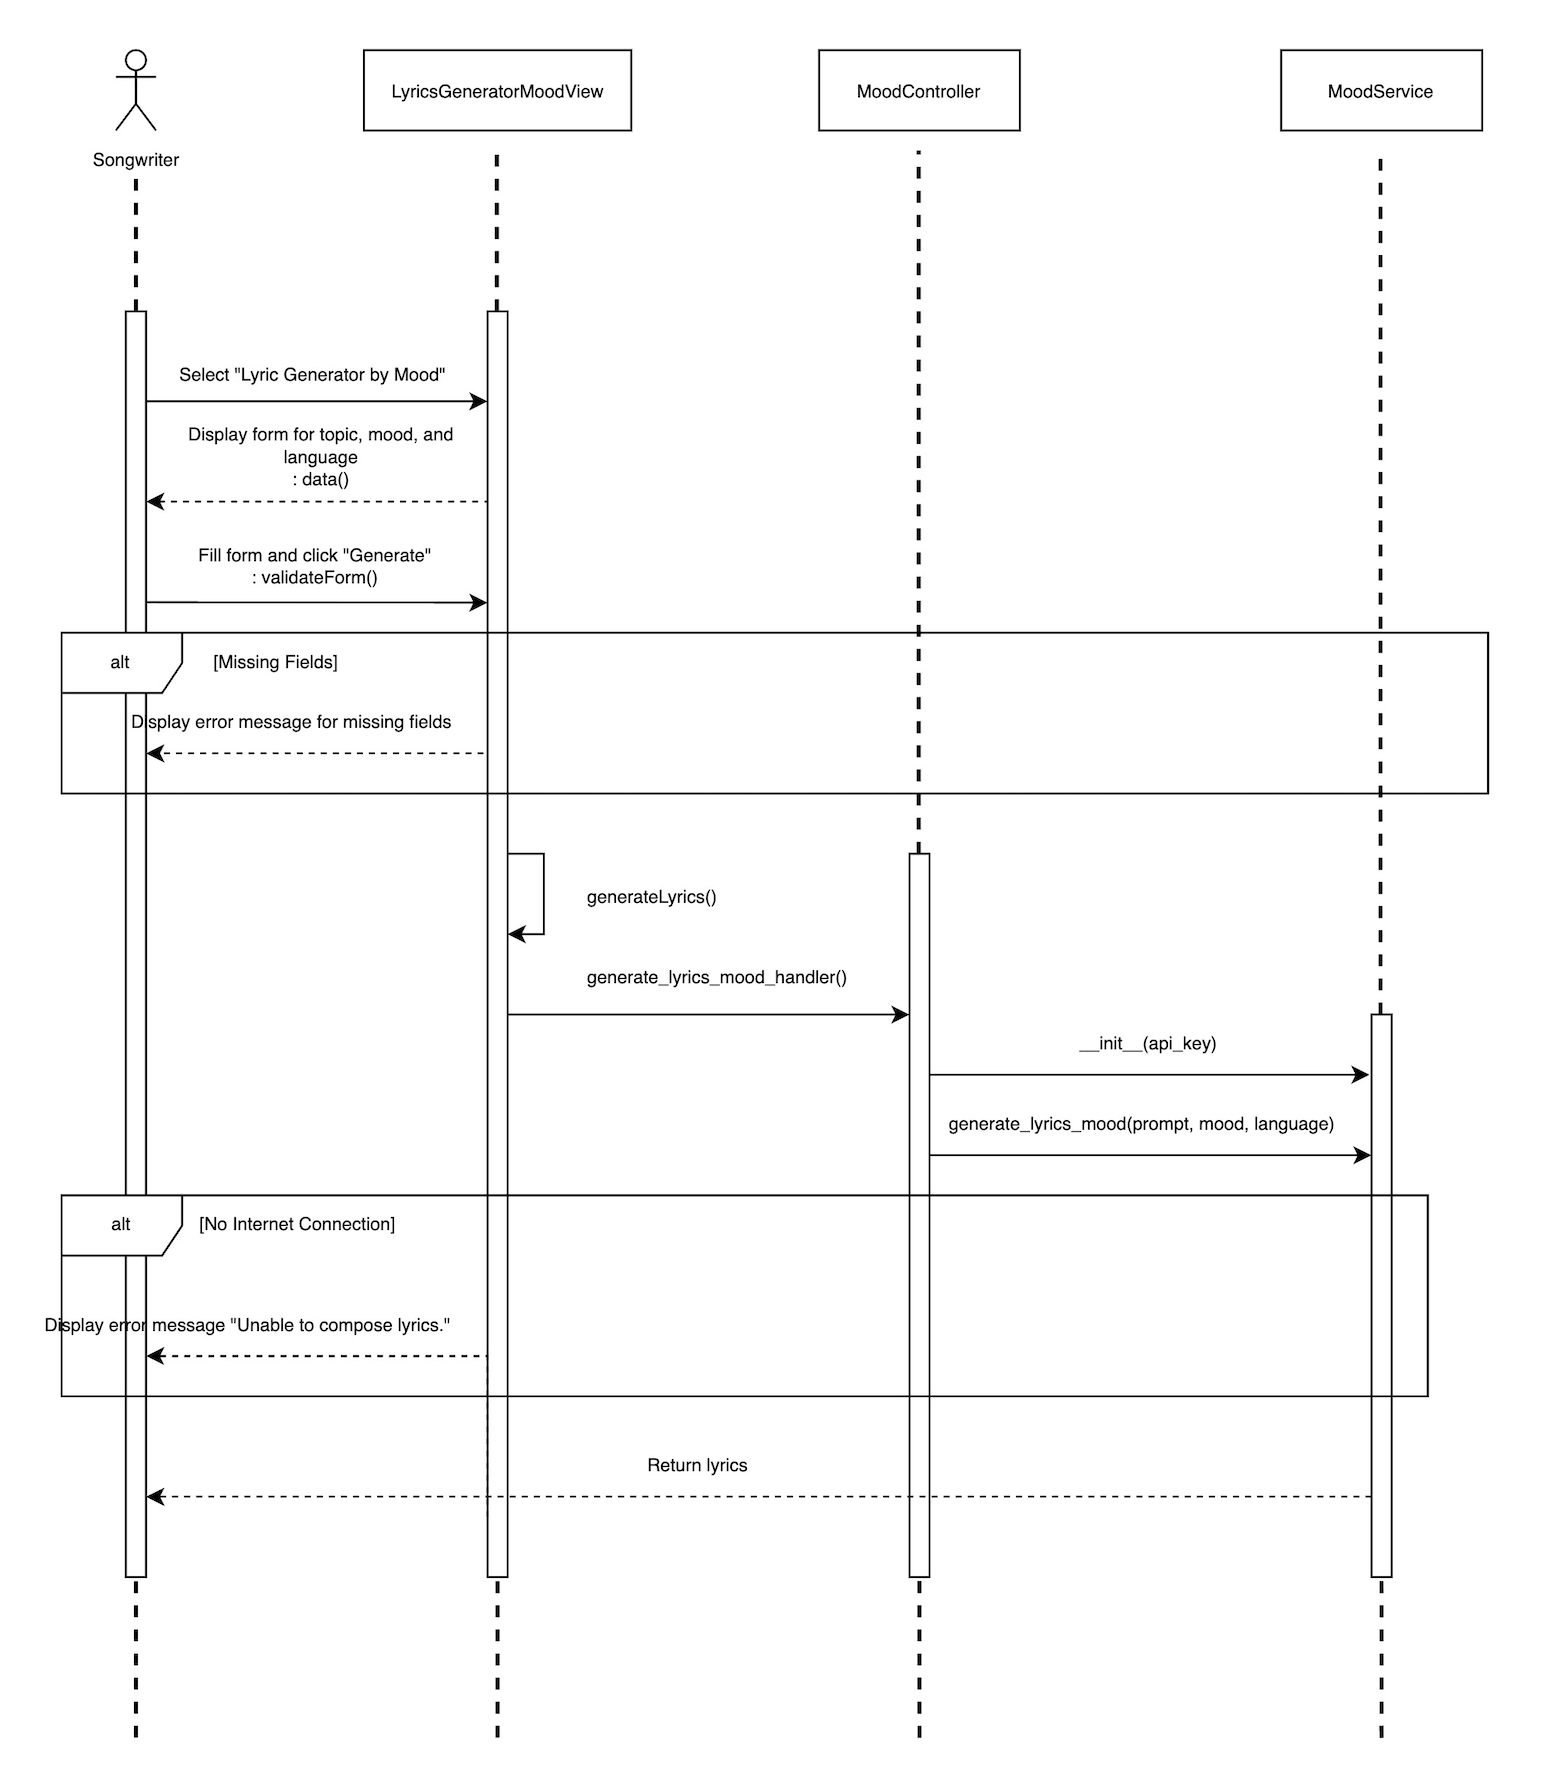 LyricsGeneratorMoodView
MoodController
MoodService
Songwriter
Select "Lyric Generator by Mood"
Display form for topic, mood, and
language
: data()
Fill form and click "Generate"
: validateForm()
alt
[Missing Fields]
Display error message for missing fields
generateLyrics()
generate_lyrics_mood_handler()
__init__(api_key)
generate_lyrics_mood(prompt, mood, language)
alt
[No Internet Connection]
Display error message "Unable to compose lyrics."
Return lyrics